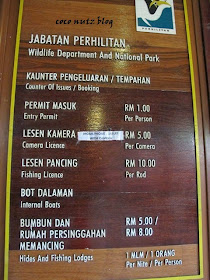 coco nutz blog
PERHILITAN
JABATAN PERHILITAN
Wildlife Department And National Park
KAUNTER PENGELUARAN / TEMPAHAN
Counter Of Issues / Booking
PERMIT MASUK RM 1.00
Entry Permit Per Person
LESEN KAMERA RM 5.00
Camera Licence Per Camera
LESEN PANCING RM 10.00
Fishing Licence Per Rod
BOT DALAMAN
Internal Boats
BUMBUN DAN RM 5.00 /
RUMAH PERSINGGAHAN RM 8.00
MEMANCING
Hides And Fishing Lodges 1 MLM / 1 ORANG
Per Nite / Per Person